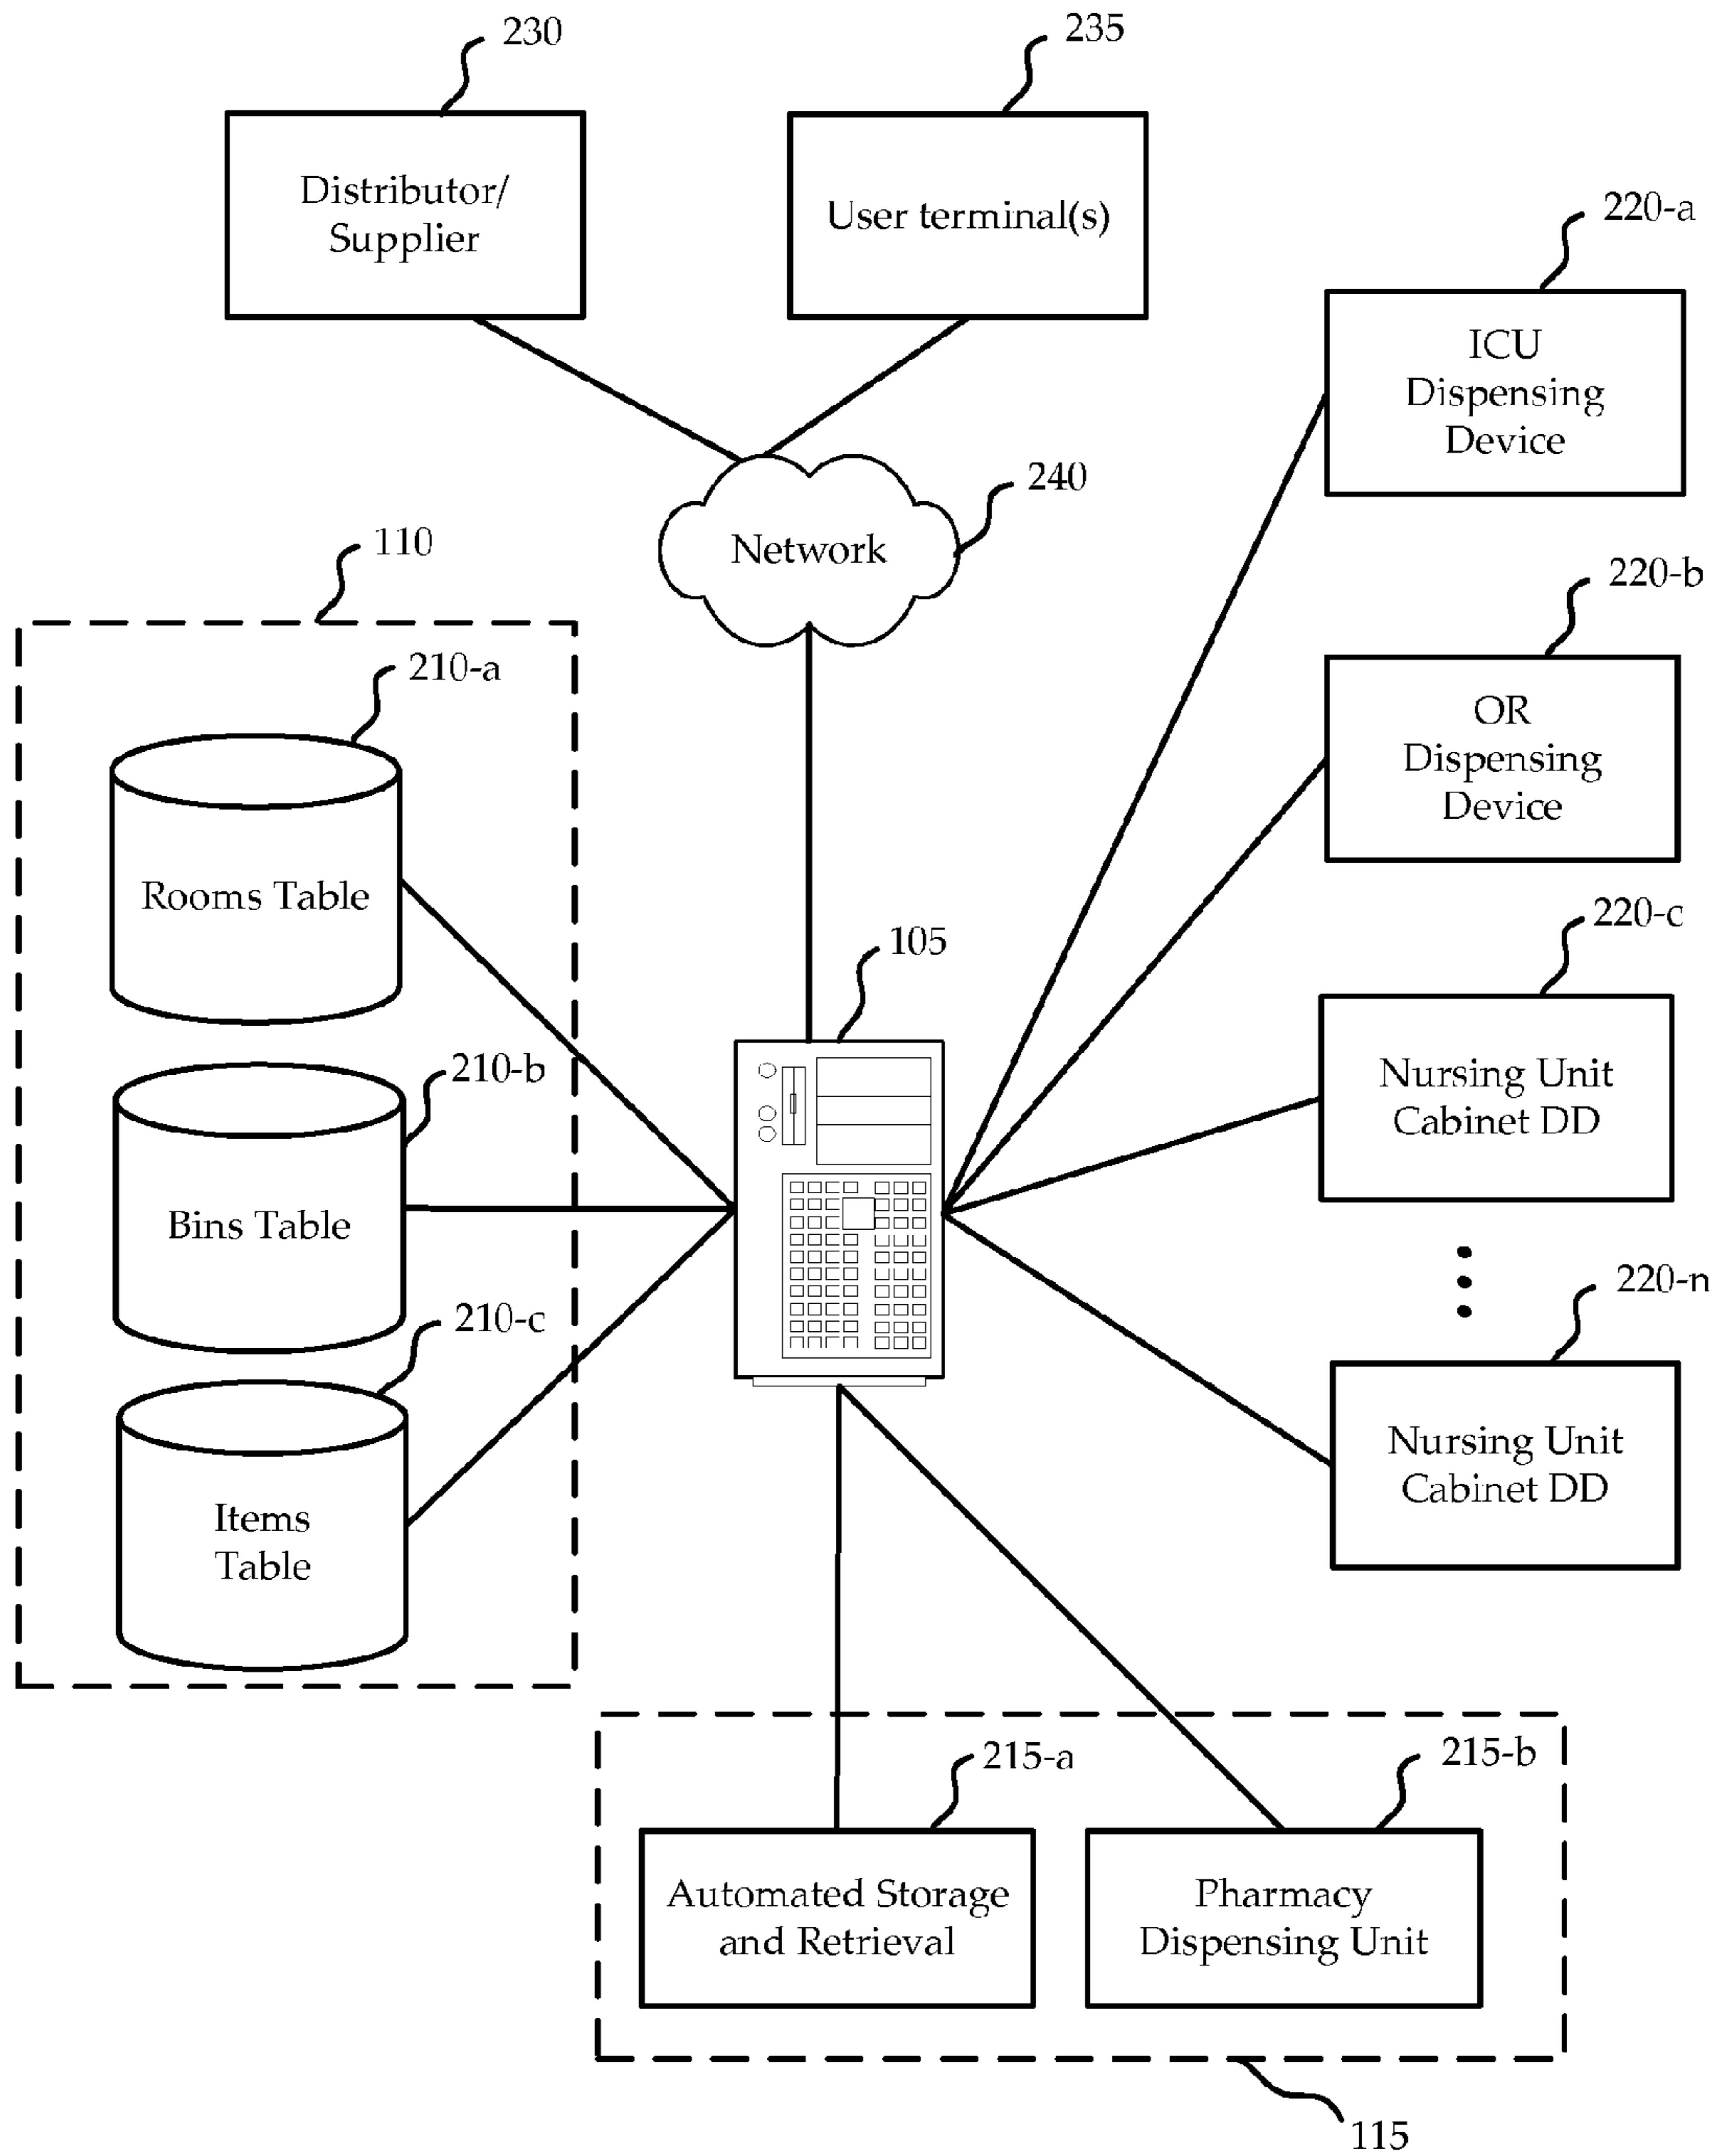 230
235
Distributor/
Supplier
User terminal(s)
220-a
ICU
Dispensing
Device
240
Network
110
220-b
OR
Dispensing
Device
210-a
Rooms Table
220-c
105
Nursing Unit
Cabinet DD
210-b
Bins Table
220-n
210-c
Nursing Unit
Cabinet DD
Items
Table
215-a
215-b
Automated Storage
and Retrieval
Pharmacy
Dispensing Unit
115